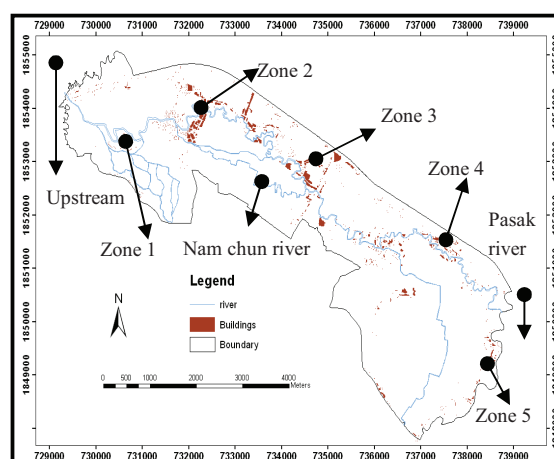 729000 730000 731000 732000 733000 734000 735000 736000 737000 738000 739000
1855000
1854000
1853000
1852000
1851000
1850000
1849000
Zone 2
Zone 3
Zone 4
Upstream
Zone 1
Nam chun river
Pasak
river
Legend
river
Buildings
Boundary
N
0 500 1000 2000 3000 4000
Meters
Zone 5
729000 730000 731000 732000 733000 734000 735000 736000 737000 738000 739000